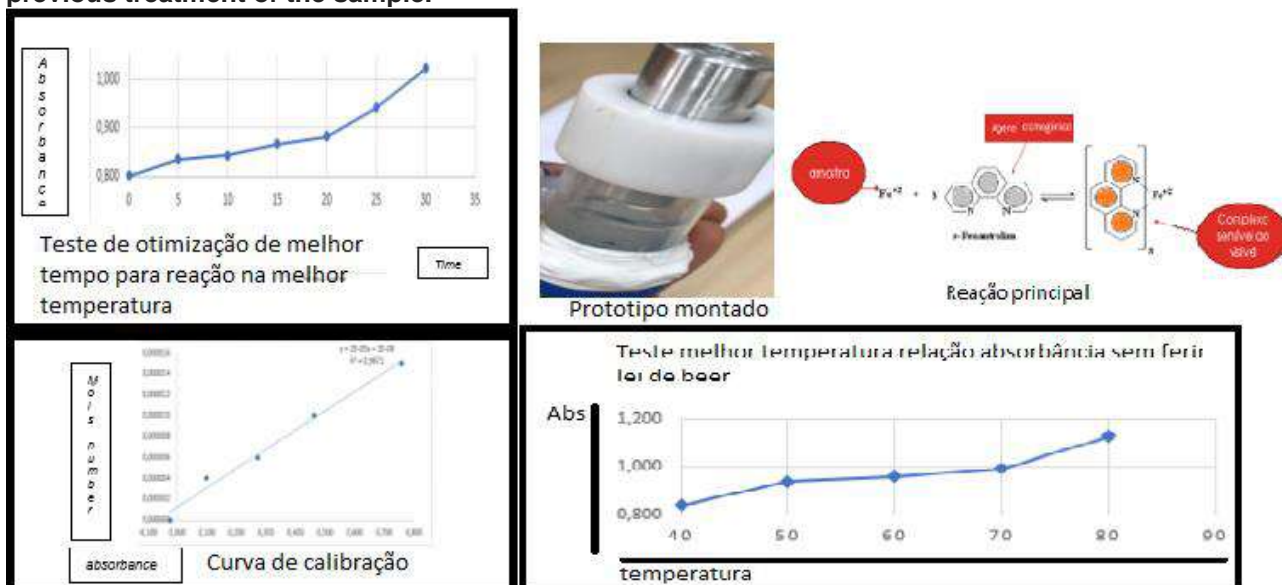 previous treatment of the sample.
Absorbance
1,000
0,900
0,800
0 5 10 15 20 25 30 35
Time
Teste de otimização de melhor
tempo para reação na melhor
temperatura
Prototipo montado
amostra
Fe+2 + 3
N N
Fe+2
3
Complexo
Reação principal
Mols number
absorbance
Curva de calibração
Teste melhor temperatura relação absorbância sem ferir
lei de beer
Abs
1,200
1,000
0,800
40 50 60 70 80 90
temperatura